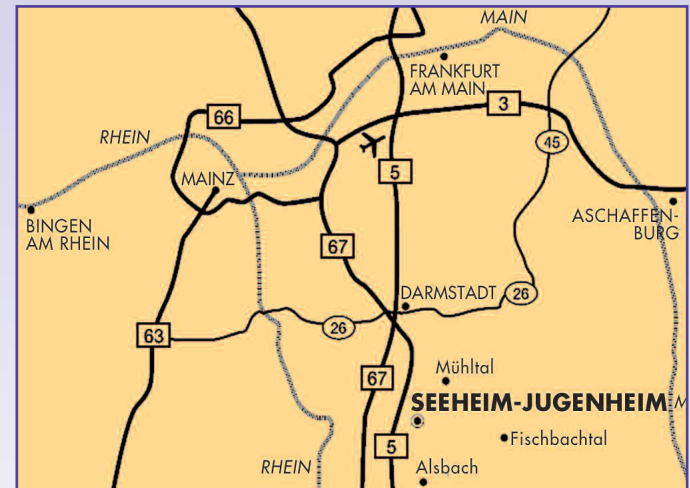 MAIN
FRANKFURT
AM MAIN
3
66
RHEIN
45
5
MAINZ
BINGEN
AM RHEIN
ASCHAFFEN-
BURG
67
DARMSTADT
26
26
63
Mühltal
67
SEEHEIM-JUGENHEIM
M
Fischbachtal
5
RHEIN
Alsbach